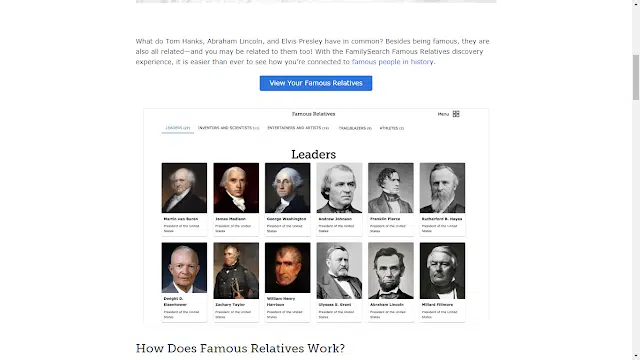 What do Tom Hanks, Abraham Lincoln, and Elvis Presley have in common? Besides being famous, they are
also all related—and you may be related to them too! With the FamilySearch Famous Relatives discovery
experience, it is easier than ever to see how you're connected to famous people in history.
View Your Famous Relatives
Famous Relatives
Menu
LEADERS (29) INVENTORS AND SCIENTISTS (11) ENTERTAINERS AND ARTISTS (19) TRAILBLAZERS (9) ATHLETES (2)
Leaders
Martin van Buren James Madison George Washington Andrew Johnson Franklin Pierce Rutherford B. Hayes
President of the United President of the United President of the United President of the United President of the United President of the United
States States States States States States
Dwight D. Zachary Taylor William Henry Ulysses S. Grant Abraham Lincoln Millard Fillmore
Eisenhower President of the United Harrison President of the United President of the United President of the United
President of the United States President of the United States States States
States States
How Does Famous Relatives Work?